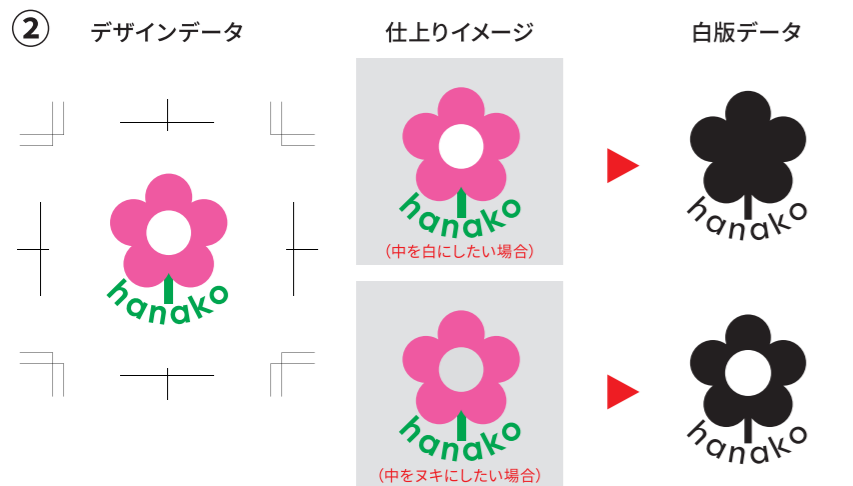 ② デザインデータ 仕上りイメージ 白版データ
hanako
hanako
(中を白にしたい場合)
hanako
hanako
(中をヌキにしたい場合)
hanako